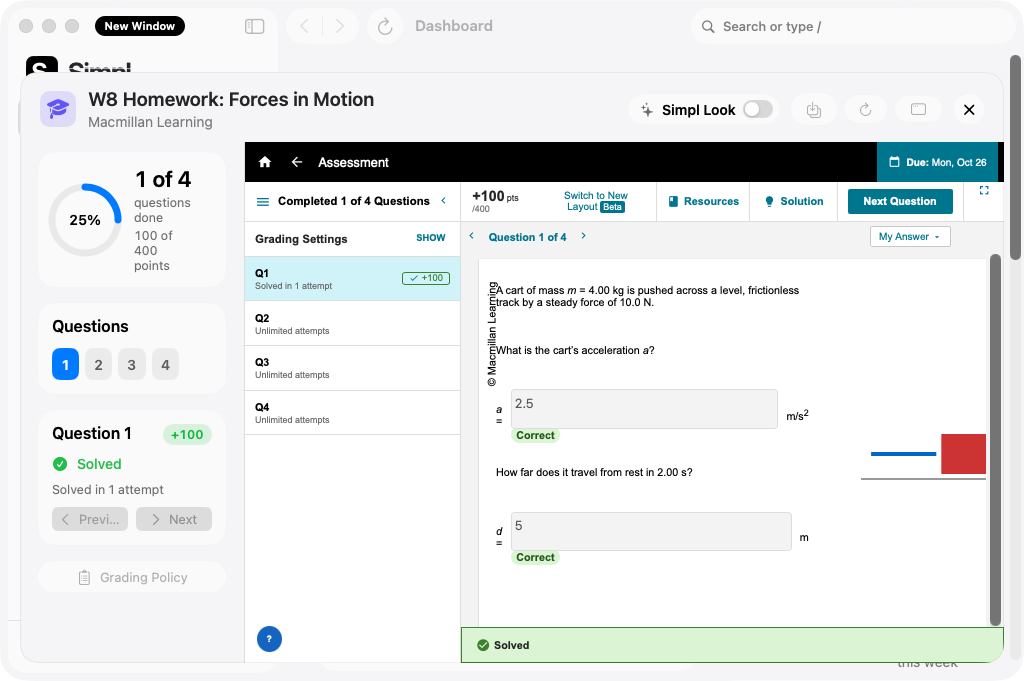 New Window
Dashboard
Search or type /
Simpl
W8 Homework: Forces in Motion
Macmillan Learning
Simpl Look
25%
1 of 4
questions
done
100 of
400
points
Questions
1
2
3
4
Question 1
+100
Solved
Solved in 1 attempt
Previ...
Next
Grading Policy
Assessment
Due: Mon, Oct 26
Completed 1 of 4 Questions
+100 pts
/400
Switch to New
Layout Beta
Resources
Solution
Next Question
Grading Settings
SHOW
Q1
Solved in 1 attempt
+100
Q2
Unlimited attempts
Q3
Unlimited attempts
Q4
Unlimited attempts
?
Question 1 of 4
My Answer
© Macmillan Learning
A cart of mass m = 4.00 kg is pushed across a level, frictionless
track by a steady force of 10.0 N.
What is the cart's acceleration a?
a
=
2.5
m/s²
Correct
How far does it travel from rest in 2.00 s?
d
=
5
m
Correct
Solved
this week